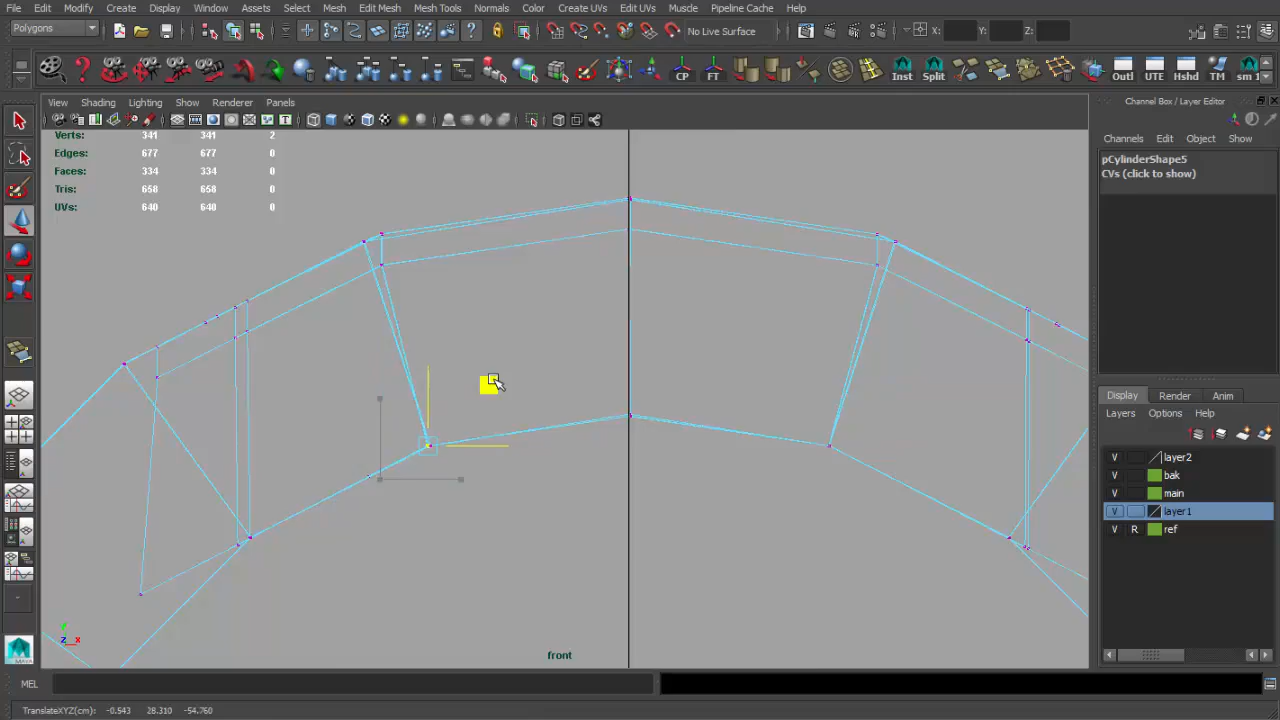 File Edit Modify Create Display Window Assets Select Mesh Edit Mesh Mesh Tools Normals Color Create UVs Edit UVs Muscle Pipeline Cache Help
Polygons No Live Surface X: Y: Z:
CP FT Inst Split Outl UTE Hshd TM sm 1
View Shading Lighting Show Renderer Panels
Channel Box / Layer Editor
Verts: 341 341 2
Edges: 677 677 0
Faces: 334 334 0
Tris: 658 658 0
UVs: 640 640 0
Channels Edit Object Show
pCylinderShape5
CVs (click to show)
Display Render Anim
Layers Options Help
V layer2
V bak
V main
V layer1
V R ref
y
z x
front
MAYA
MEL
TranslateXYZ(cm): -0.543 28.310 -54.760